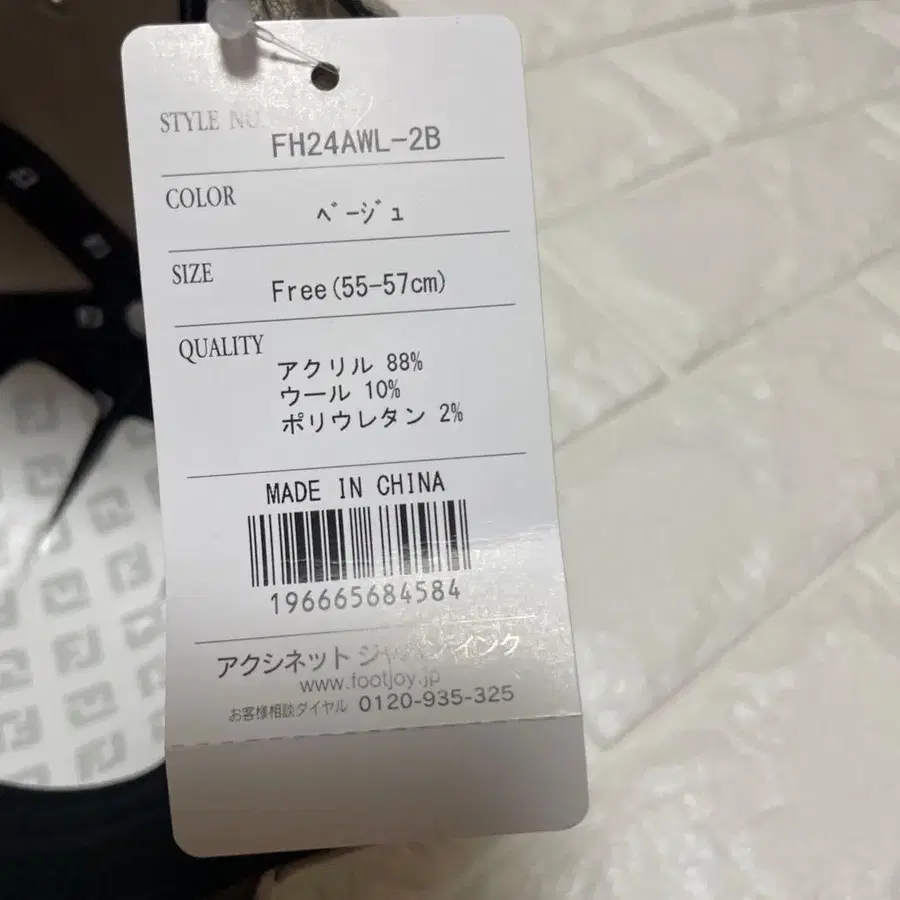 STYLE NO.
FH24AWL-2B
COLOR
ﾍﾞｰｼﾞｭ
SIZE
Free(55-57cm)
QUALITY
アクリル 88%
ウール 10%
ポリウレタン 2%
MADE IN CHINA
196665684584
アクシネット ジャパンインク
www.footjoy.jp
お客様相談ダイヤル 0120-935-325